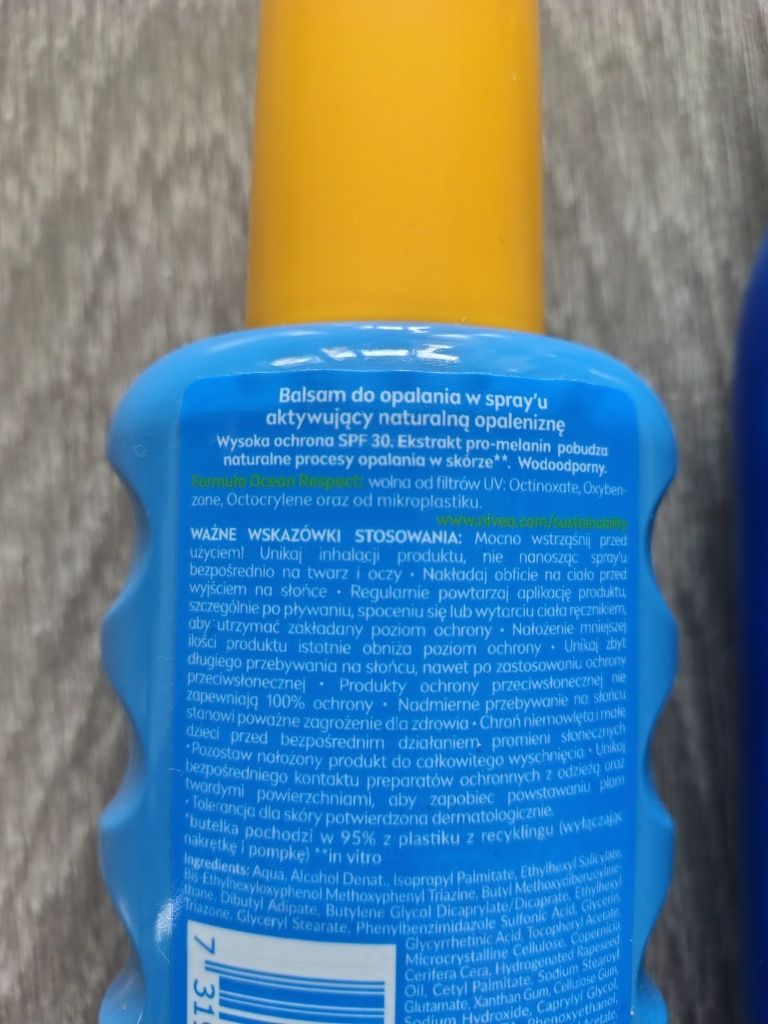 Balsam do opalania w spray'u
aktywujący naturalną opaleniznę
Wysoka ochrona SPF 30. Ekstrakt pro-melanin pobudza
naturalne procesy opalania w skórze**. Wodoodporny.
Formuła Ocean Respect: wolna od filtrów UV: Octinoxate, Oxyben-
zone, Octocrylene oraz od mikroplastiku.
www.nivea.com/sustainability
WAŻNE WSKAZÓWKI STOSOWANIA: Mocno wstrząśnij przed
użyciem! Unikaj inhalacji produktu, nie nanosząc spray'u
bezpośrednio na twarz i oczy • Nakładaj obficie na ciało przed
wyjściem na słońce • Regularnie powtarzaj aplikację produktu,
szczególnie po pływaniu, spoceniu się lub wytarciu ciała ręcznikiem,
aby utrzymać zakładany poziom ochrony • Nałożenie mniejszej
ilości produktu istotnie obniża poziom ochrony • Unikaj zbyt
długiego przebywania na słońcu, nawet po zastosowaniu ochrony
przeciwsłonecznej • Produkty ochrony przeciwsłonecznej nie
zapewniają 100% ochrony • Nadmierne przebywanie na słońcu
stanowi poważne zagrożenie dla zdrowia • Chroń niemowlęta i małe
dzieci przed bezpośrednim działaniem promieni słonecznych
• Pozostaw nałożony produkt do całkowitego wyschnięcia • Unikaj
bezpośredniego kontaktu preparatów ochronnych z odzieżą oraz
twardymi powierzchniami, aby zapobiec powstawaniu plam
• Tolerancja dla skóry potwierdzona dermatologicznie.
*butelka pochodzi w 95% z plastiku z recyklingu (wyłączając
nakrętkę i pompkę) **in vitro
Ingredients: Aqua, Alcohol Denat., Isopropyl Palmitate, Ethylhexyl Salicylate,
Bis-Ethylhexyloxyphenol Methoxyphenyl Triazine, Butyl Methoxydibenzoylme-
thane, Dibutyl Adipate, Butylene Glycol Dicaprylate/Dicaprate, Ethylhexyl
Triazone, Glyceryl Stearate, Phenylbenzimidazole Sulfonic Acid, Glycerin,
Glycyrrhetinic Acid, Tocopheryl Acetate,
Microcrystalline Cellulose, Copernicia
Cerifera Cera, Hydrogenated Rapeseed
Oil, Cetyl Palmitate, Sodium Stearoyl
Glutamate, Xanthan Gum, Cellulose Gum,
Sodium Hydroxide, Caprylyl Glycol,
Phenoxyethanol,
7 31